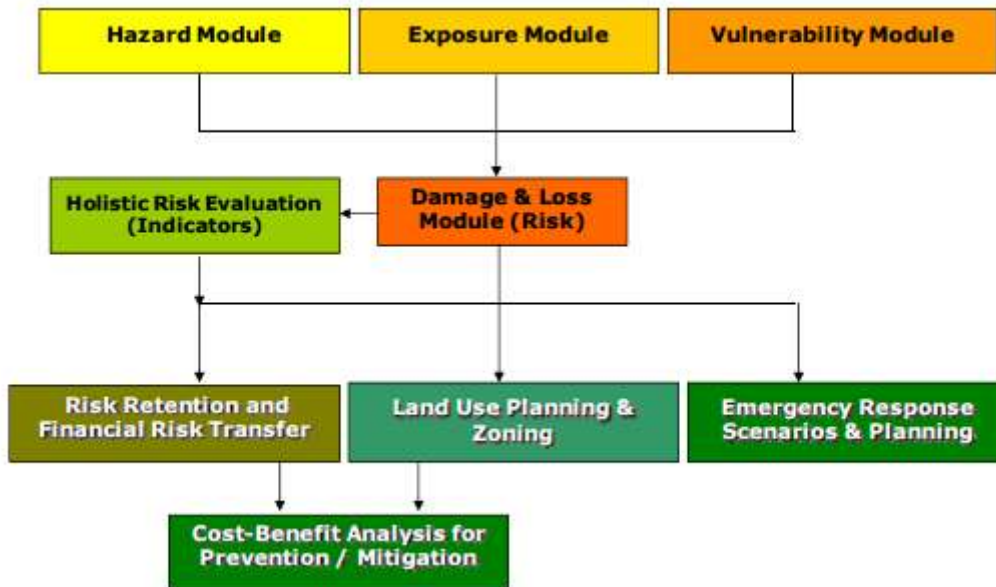 Hazard Module
Exposure Module
Vulnerability Module
Holistic Risk Evaluation
(Indicators)
Damage & Loss
Module (Risk)
Risk Retention and
Financial Risk Transfer
Land Use Planning &
Zoning
Emergency Response
Scenarios & Planning
Cost-Benefit Analysis for
Prevention / Mitigation